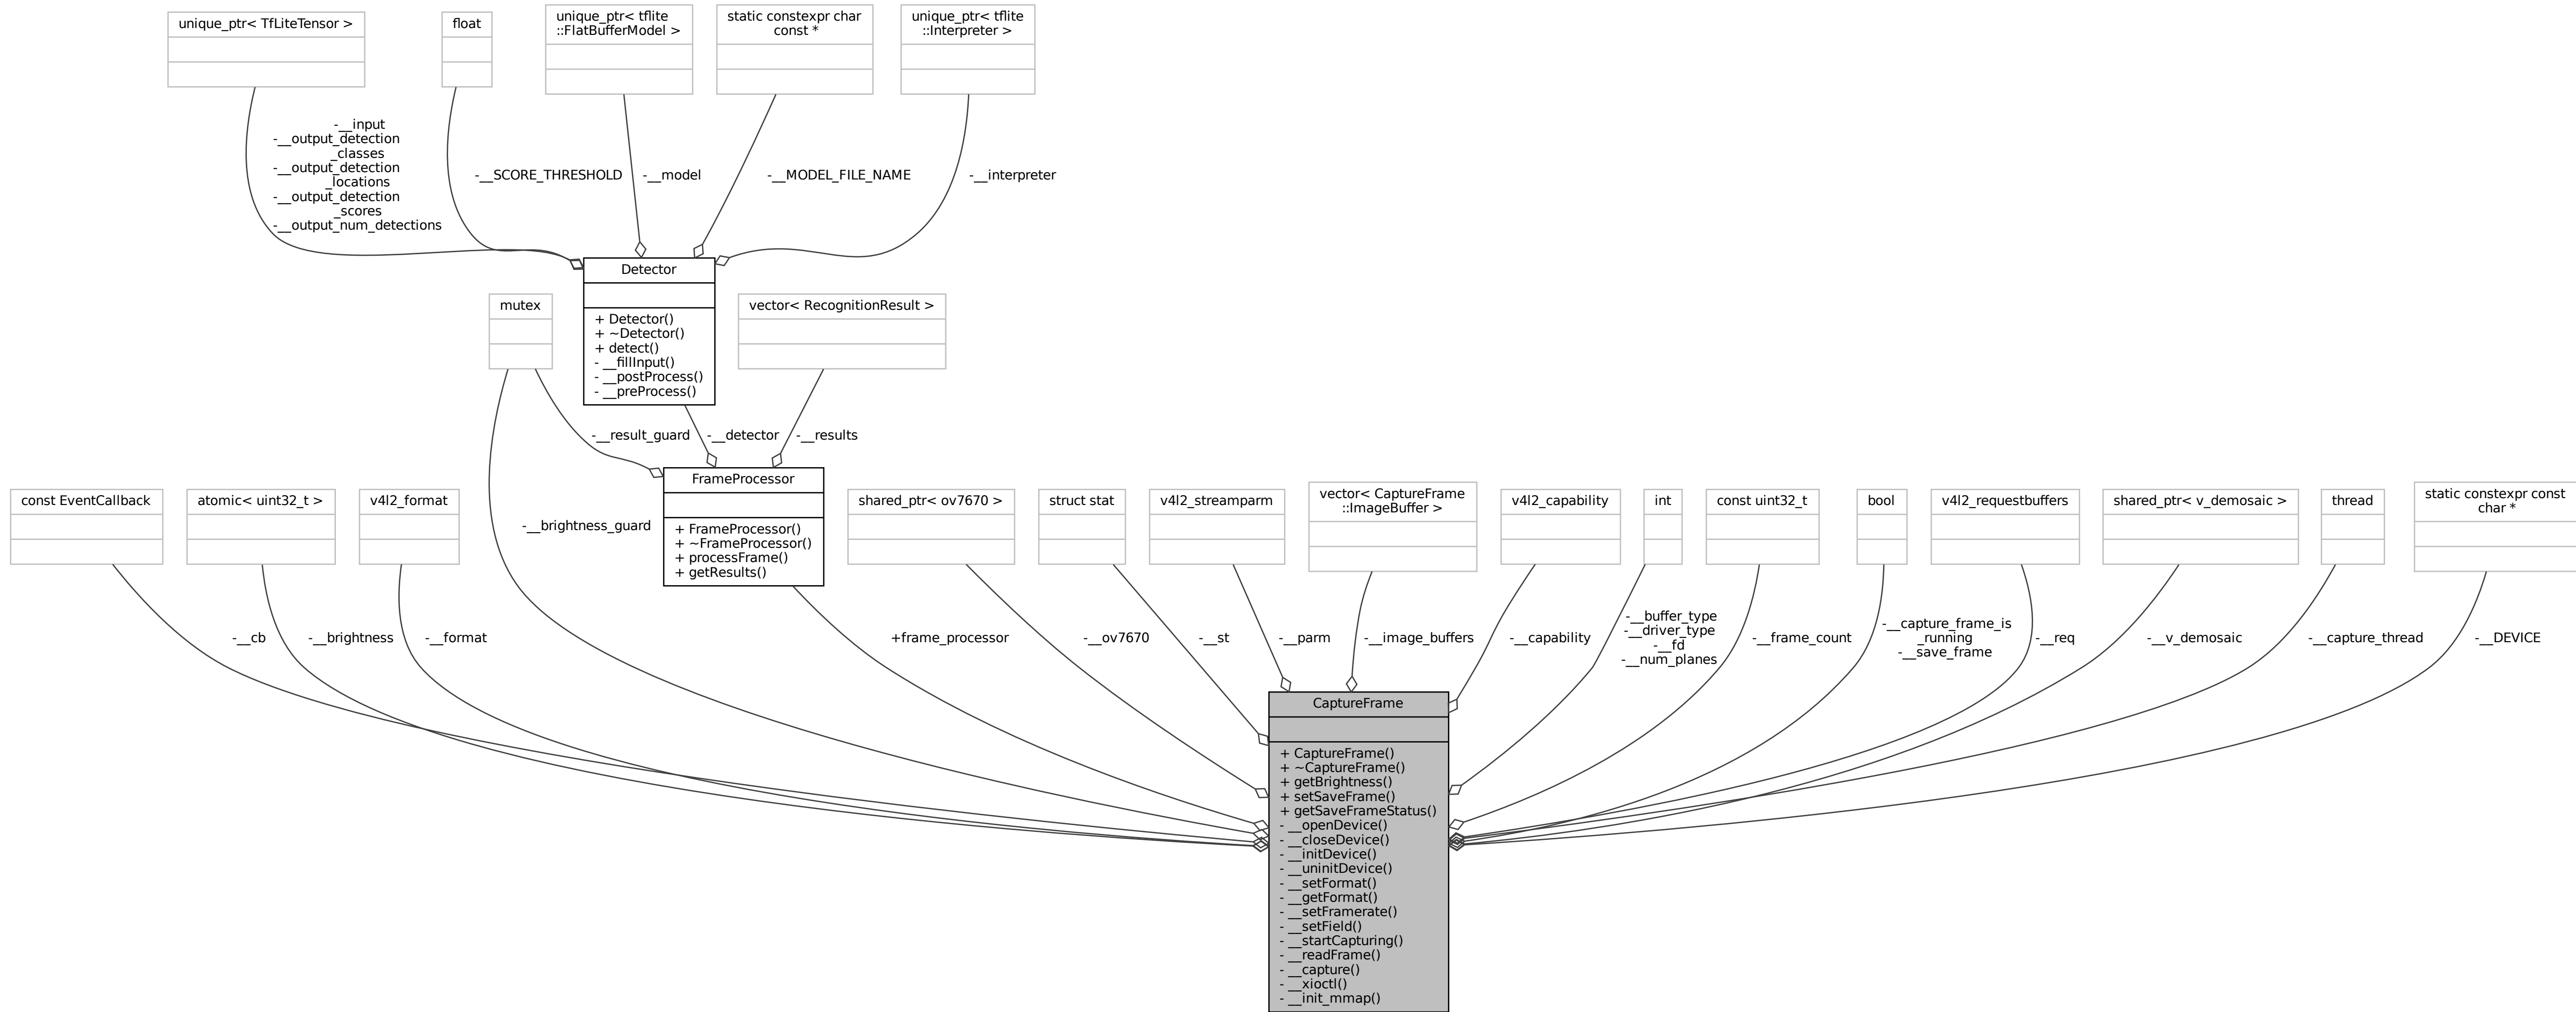 unique_ptr< TfLiteTensor >
float
unique_ptr< tflite
::FlatBufferModel >
static constexpr char
const *
unique_ptr< tflite
::Interpreter >
-__input
-__output_detection
_classes
-__output_detection
_locations
-__output_detection
_scores
-__output_num_detections
-__SCORE_THRESHOLD
-__model
-__MODEL_FILE_NAME
-__interpreter
Detector
+ Detector()
+ ~Detector()
+ detect()
- __fillInput()
- __postProcess()
- __preProcess()
mutex
vector< RecognitionResult >
-__result_guard
-__detector
-__results
FrameProcessor
+ FrameProcessor()
+ ~FrameProcessor()
+ processFrame()
+ getResults()
-__brightness_guard
const EventCallback
atomic< uint32_t >
v4l2_format
shared_ptr< ov7670 >
struct stat
v4l2_streamparm
vector< CaptureFrame
::ImageBuffer >
v4l2_capability
int
const uint32_t
bool
v4l2_requestbuffers
shared_ptr< v_demosaic >
thread
static constexpr const
char *
-__cb
-__brightness
-__format
+frame_processor
-__ov7670
-__st
-__parm
-__image_buffers
-__capability
-__buffer_type
-__driver_type
-__fd
-__num_planes
-__frame_count
-__capture_frame_is
_running
-__save_frame
-__req
-__v_demosaic
-__capture_thread
-__DEVICE
CaptureFrame
+ CaptureFrame()
+ ~CaptureFrame()
+ getBrightness()
+ setSaveFrame()
+ getSaveFrameStatus()
- __openDevice()
- __closeDevice()
- __initDevice()
- __uninitDevice()
- __setFormat()
- __getFormat()
- __setFramerate()
- __setField()
- __startCapturing()
- __readFrame()
- __capture()
- __xioctl()
- __init_mmap()